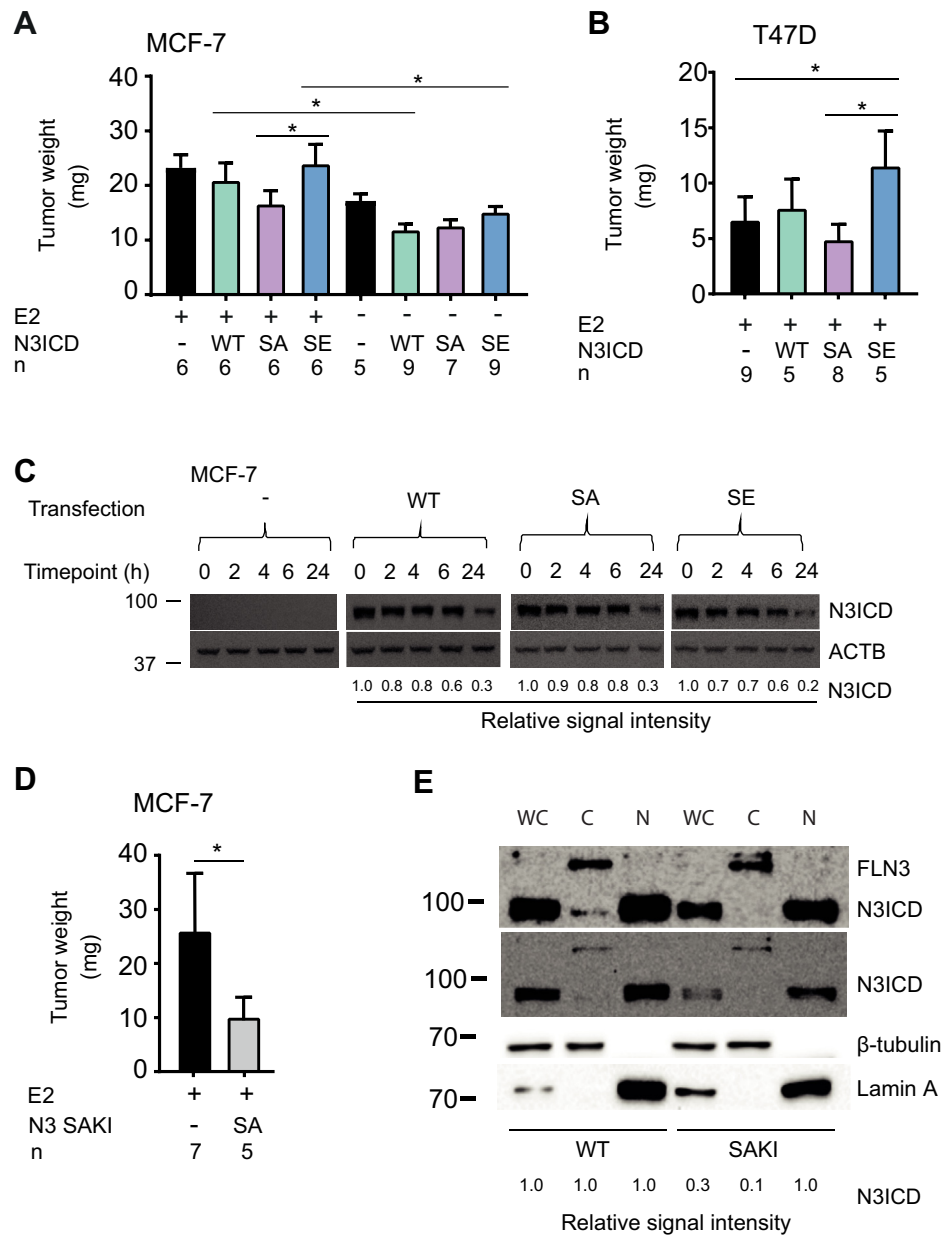 A
MCF-7
Tumor weight
(mg)
40
30
20
10
0
*
*
*
E2 + + + + - - - -
N3ICD - WT SA SE - WT SA SE
n 6 6 6 6 5 9 7 9
B
T47D
Tumor weight
(mg)
20
15
10
5
0
*
*
E2 + + + +
N3ICD - WT SA SE
n 9 5 8 5
C
MCF-7
Transfection - WT SA SE
Timepoint (h) 0 2 4 6 24 0 2 4 6 24 0 2 4 6 24 0 2 4 6 24
100 N3ICD
ACTB
37
1.0 0.8 0.8 0.6 0.3 1.0 0.9 0.8 0.8 0.3 1.0 0.7 0.7 0.6 0.2 N3ICD
Relative signal intensity
D
MCF-7
Tumor weight
(mg)
40
30
20
10
0
*
E2 + +
N3 SAKI - SA
n 7 5
E
WC C N WC C N
FLN3
100 N3ICD
100 N3ICD
70 β-tubulin
70 Lamin A
WT SAKI
1.0 1.0 1.0 0.3 0.1 1.0 N3ICD
Relative signal intensity